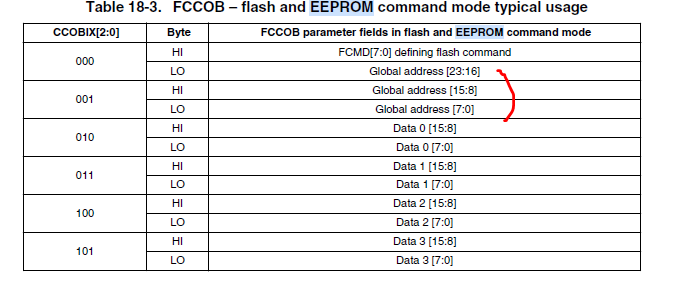 Table 18-3. FCCOB – flash and EEPROM command mode typical usage
CCOBIX[2:0] Byte FCCOB parameter fields in flash and EEPROM command mode
000 HI FCMD[7:0] defining flash command
LO Global address [23:16]
001 HI Global address [15:8]
LO Global address [7:0]
010 HI Data 0 [15:8]
LO Data 0 [7:0]
011 HI Data 1 [15:8]
LO Data 1 [7:0]
100 HI Data 2 [15:8]
LO Data 2 [7:0]
101 HI Data 3 [15:8]
LO Data 3 [7:0]